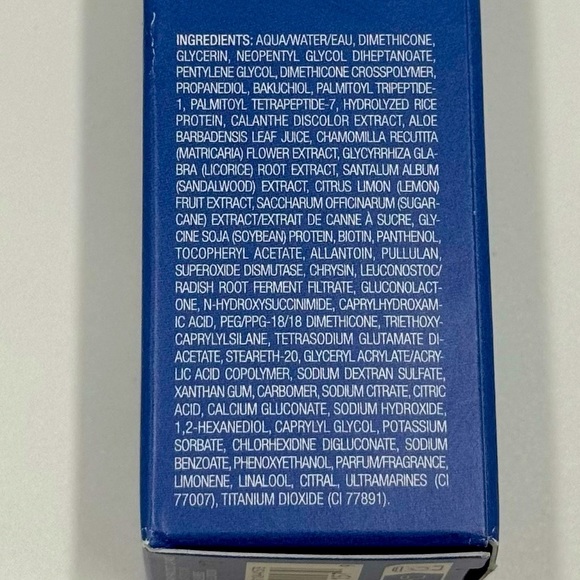 INGREDIENTS: AQUA/WATER/EAU, DIMETHICONE,
GLYCERIN, NEOPENTYL GLYCOL DIHEPTANOATE,
PENTYLENE GLYCOL, DIMETHICONE CROSSPOLYMER,
PROPANEDIOL, BAKUCHIOL, PALMITOYL TRIPEPTIDE-
1, PALMITOYL TETRAPEPTIDE-7, HYDROLYZED RICE
PROTEIN, CALANTHE DISCOLOR EXTRACT, ALOE
BARBADENSIS LEAF JUICE, CHAMOMILLA RECUTITA
(MATRICARIA) FLOWER EXTRACT, GLYCYRRHIZA GLA-
BRA (LICORICE) ROOT EXTRACT, SANTALUM ALBUM
(SANDALWOOD) EXTRACT, CITRUS LIMON (LEMON)
FRUIT EXTRACT, SACCHARUM OFFICINARUM (SUGAR-
CANE) EXTRACT/EXTRAIT DE CANNE À SUCRE, GLY-
CINE SOJA (SOYBEAN) PROTEIN, BIOTIN, PANTHENOL,
TOCOPHERYL ACETATE, ALLANTOIN, PULLULAN,
SUPEROXIDE DISMUTASE, CHRYSIN, LEUCONOSTOC/
RADISH ROOT FERMENT FILTRATE, GLUCONOLACT-
ONE, N-HYDROXYSUCCINIMIDE, CAPRYLHYDROXAM-
IC ACID, PEG/PPG-18/18 DIMETHICONE, TRIETHOXY-
CAPRYLYLSILANE, TETRASODIUM GLUTAMATE DI-
ACETATE, STEARETH-20, GLYCERYL ACRYLATE/ACRY-
LIC ACID COPOLYMER, SODIUM DEXTRAN SULFATE,
XANTHAN GUM, CARBOMER, SODIUM CITRATE, CITRIC
ACID, CALCIUM GLUCONATE, SODIUM HYDROXIDE,
1,2-HEXANEDIOL, CAPRYLYL GLYCOL, POTASSIUM
SORBATE, CHLORHEXIDINE DIGLUCONATE, SODIUM
BENZOATE, PHENOXYETHANOL, PARFUM/FRAGRANCE,
LIMONENE, LINALOOL, CITRAL, ULTRAMARINES (CI
77007), TITANIUM DIOXIDE (CI 77891).